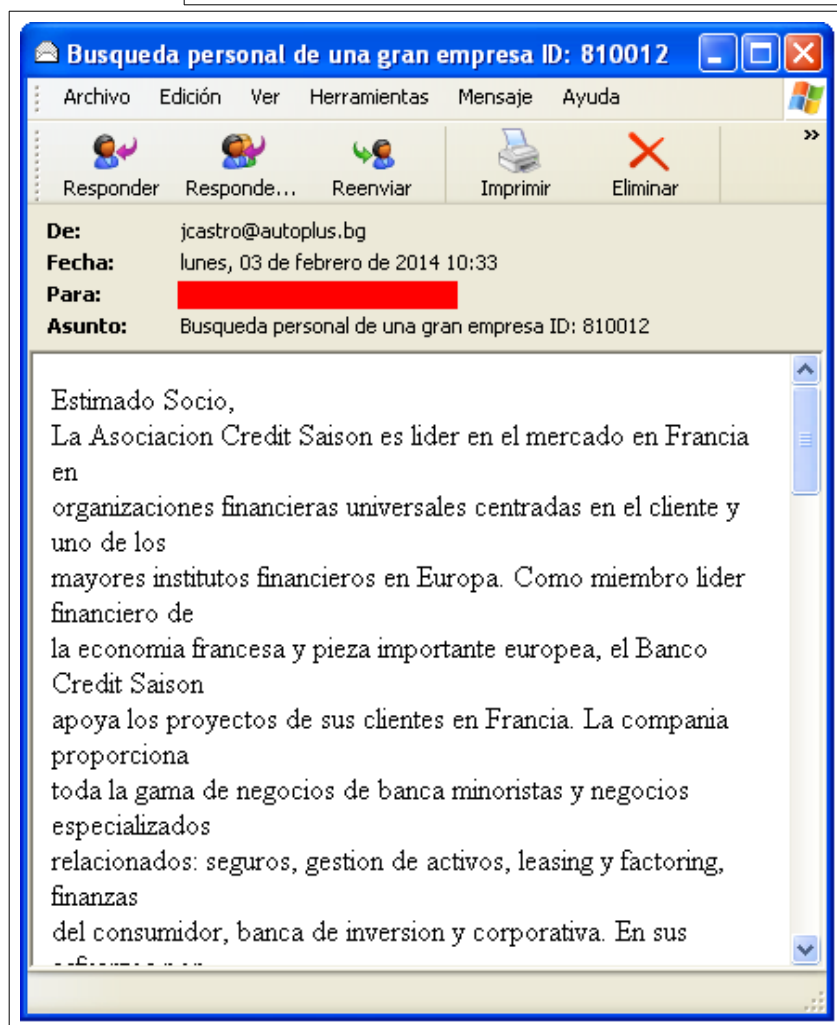 Busqueda personal de una gran empresa ID: 810012
Archivo Edición Ver Herramientas Mensaje Ayuda
»
Responder Responde... Reenviar Imprimir Eliminar
De: jcastro@autoplus.bg
Fecha: lunes, 03 de febrero de 2014 10:33
Para:
Asunto: Busqueda personal de una gran empresa ID: 810012
Estimado Socio,
La Asociacion Credit Saison es lider en el mercado en Francia
en
organizaciones financieras universales centradas en el cliente y
uno de los
mayores institutos financieros en Europa. Como miembro lider
financiero de
la economia francesa y pieza importante europea, el Banco
Credit Saison
apoya los proyectos de sus clientes en Francia. La compania
proporciona
toda la gama de negocios de banca minoristas y negocios
especializados
relacionados: seguros, gestion de activos, leasing y factoring,
finanzas
del consumidor, banca de inversion y corporativa. En sus